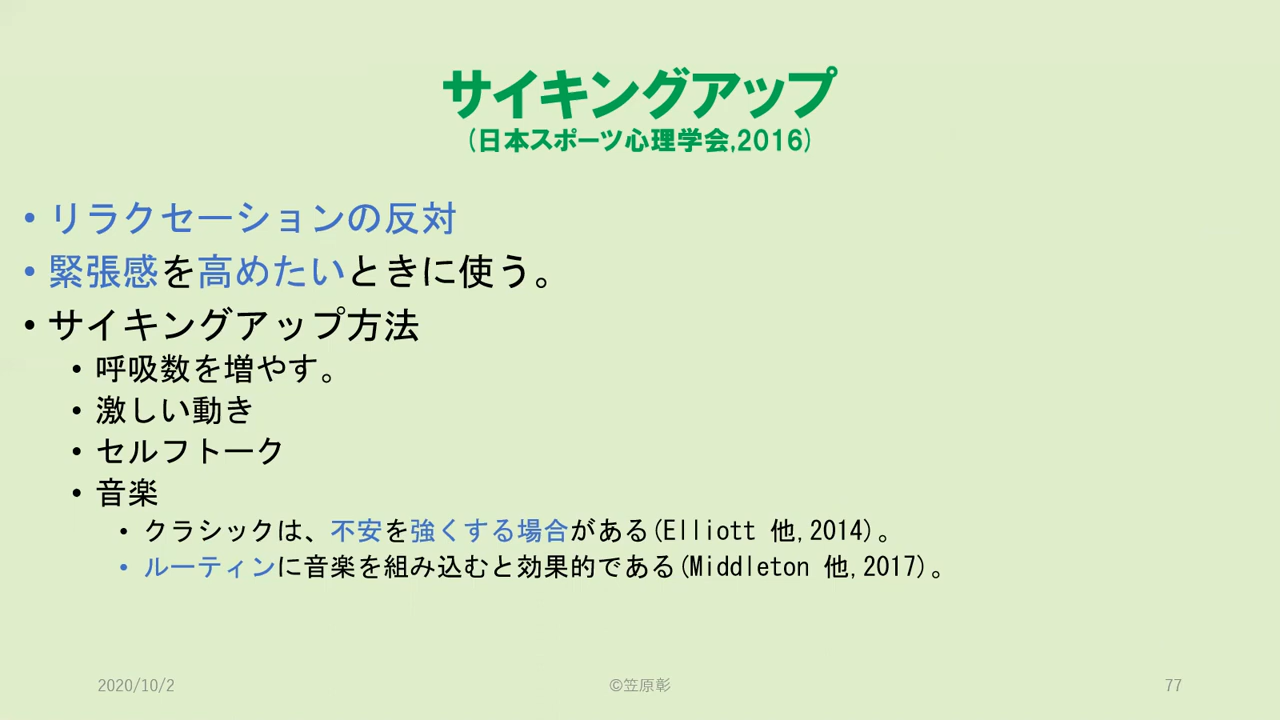 サイキングアップ
(日本スポーツ心理学会,2016)
• リラクセーションの反対
• 緊張感を高めたいときに使う。
• サイキングアップ方法
• 呼吸数を増やす。
• 激しい動き
• セルフトーク
• 音楽
• クラシックは、不安を強くする場合がある(Elliott 他,2014)。
• ルーティンに音楽を組み込むと効果的である(Middleton 他,2017)。
2020/10/2
©笠原彰
77